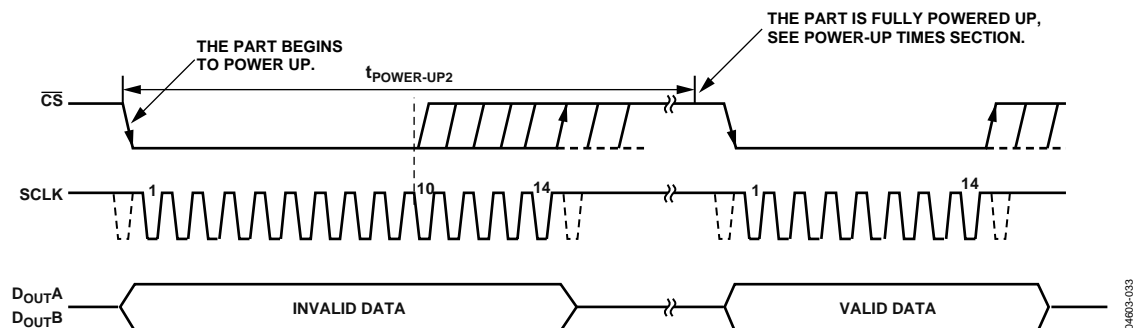 THE PART BEGINS
TO POWER UP.
tPOWER-UP2
THE PART IS FULLY POWERED UP,
SEE POWER-UP TIMES SECTION.
CS
SCLK
1
10
14
1
14
DOUTA
DOUTB
INVALID DATA
VALID DATA
04603-033